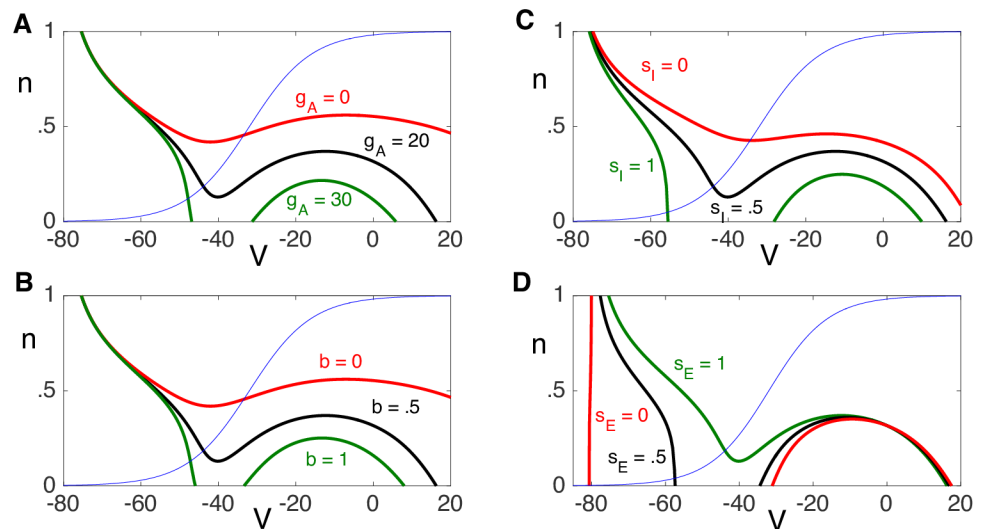 A
1
n
.5
0
g_A = 0
g_A = 20
g_A = 30
-80 -60 -40 -20 0 20
V
B
1
n
.5
0
b = 0
b = .5
b = 1
-80 -60 -40 -20 0 20
V
C
1
n
.5
0
s_I = 0
s_I = 1
s_I = .5
-80 -60 -40 -20 0 20
V
D
1
n
.5
0
s_E = 1
s_E = 0
s_E = .5
-80 -60 -40 -20 0 20
V